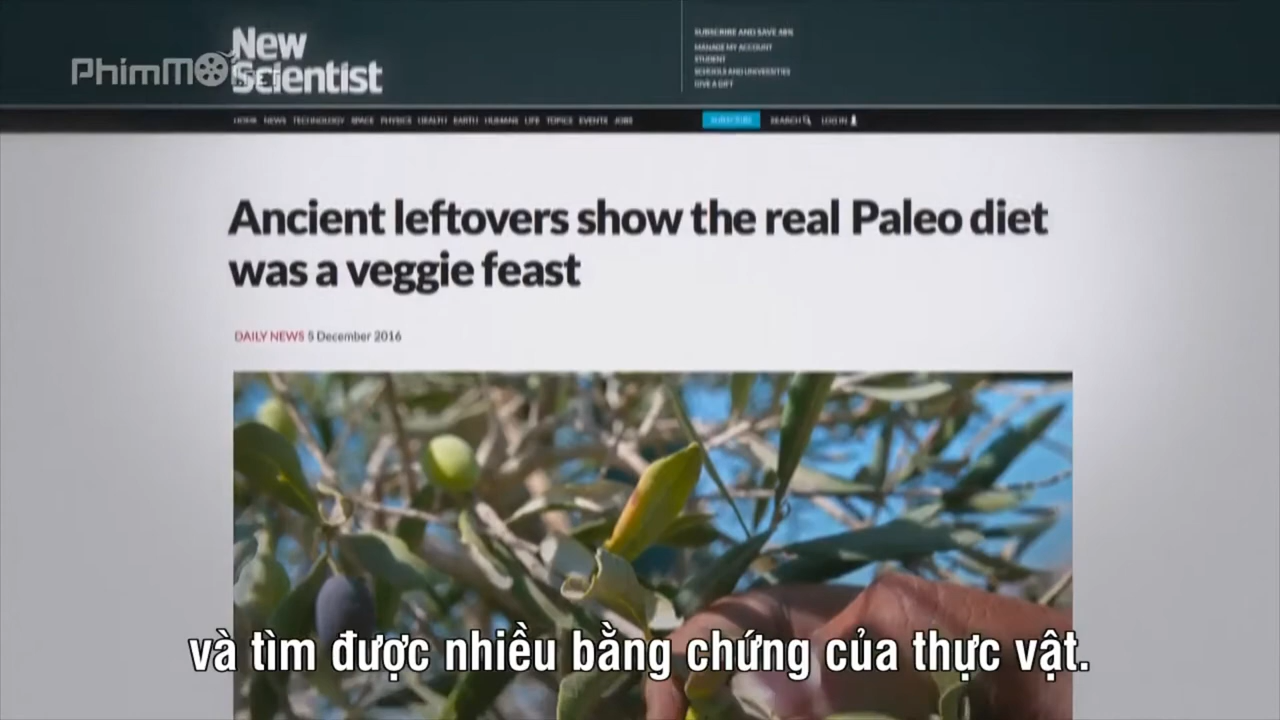 New
Scientist
PhimMoi.NET
SUBSCRIBE AND SAVE
MANAGE MY ACCOUNT
STUDENT
SCHOOLS AND UNIVERSITIES
GIVE A GIFT
HOME NEWS TECHNOLOGY SPACE PHYSICS HEALTH EARTH HUMANS LIFE TOPICS EVENTS JOBS SUBSCRIBE SEARCH LOG IN
Ancient leftovers show the real Paleo diet
was a veggie feast
DAILY NEWS 5 December 2016
và tìm được nhiều bằng chứng của thực vật.